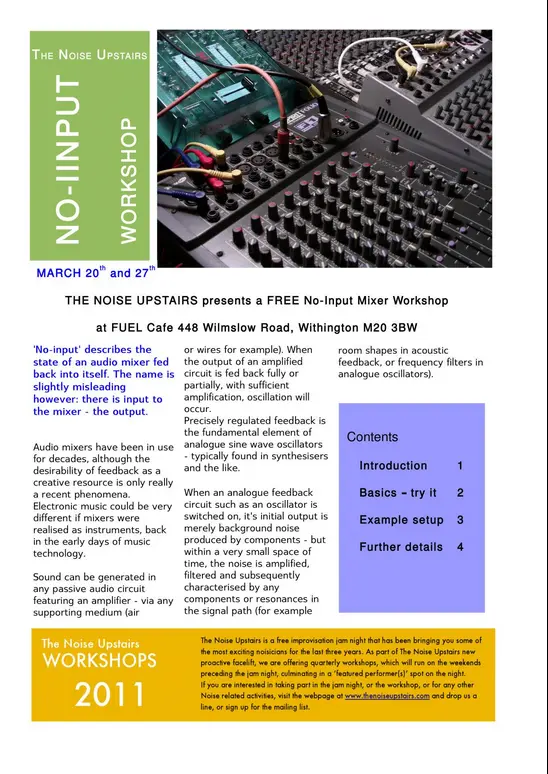 THE NOISE UPSTAIRS
NO-IINPUT
WORKSHOP
MARCH 20th and 27th
THE NOISE UPSTAIRS presents a FREE No-Input Mixer Workshop
at FUEL Cafe 448 Wilmslow Road, Withington M20 3BW
'No-input' describes the
state of an audio mixer fed
back into itself. The name is
slightly misleading
however: there is input to
the mixer - the output.
Audio mixers have been in use
for decades, although the
desirability of feedback as a
creative resource is only really
a recent phenomena.
Electronic music could be very
different if mixers were
realised as instruments, back
in the early days of music
technology.
Sound can be generated in
any passive audio circuit
featuring an amplifier - via any
supporting medium (air
or wires for example). When
the output of an amplified
circuit is fed back fully or
partially, with sufficient
amplification, oscillation will
occur.
Precisely regulated feedback is
the fundamental element of
analogue sine wave oscillators
- typically found in synthesisers
and the like.
When an analogue feedback
circuit such as an oscillator is
switched on, it's initial output is
merely background noise
produced by components - but
within a very small space of
time, the noise is amplified,
filtered and subsequently
characterised by any
components or resonances in
the signal path (for example
room shapes in acoustic
feedback, or frequency filters in
analogue oscillators).
Contents
Introduction 1
Basics – try it 2
Example setup 3
Further details 4
The Noise Upstairs
WORKSHOPS
2011
The Noise Upstairs is a free improvisation jam night that has been bringing you some of
the most exciting noisicians for the last three years. As part of The Noise Upstairs new
proactive facelift, we are offering quarterly workshops, which will run on the weekends
preceding the jam night, culminating in a 'featured performer(s)' spot on the night.
If you are interested in taking part in the jam night, or the workshop, or for any other
Noise related activities, visit the webpage at www.thenoiseupstairs.com and drop us a
line, or sign up for the mailing list.